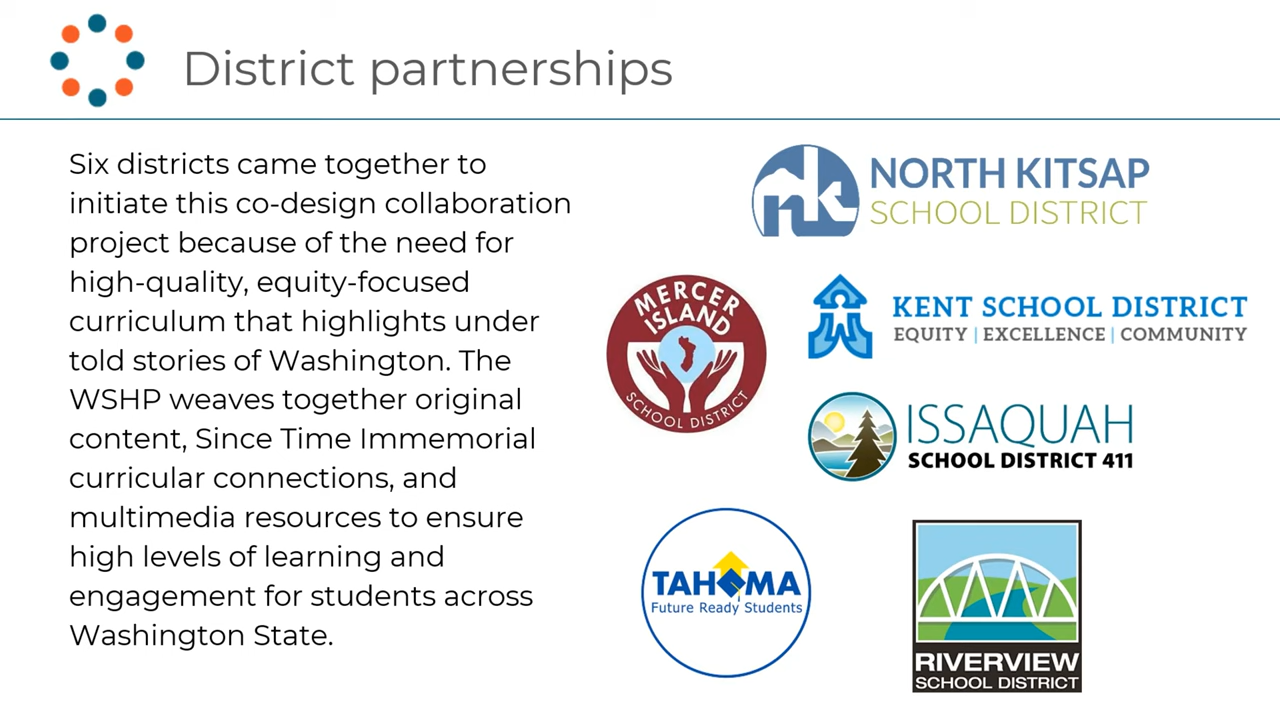 District partnerships
Six districts came together to
initiate this co-design collaboration
project because of the need for
high-quality, equity-focused
curriculum that highlights under
told stories of Washington. The
WSHP weaves together original
content, Since Time Immemorial
curricular connections, and
multimedia resources to ensure
high levels of learning and
engagement for students across
Washington State.
nk
NORTH KITSAP
SCHOOL DISTRICT
MERCER
ISLAND
SCHOOL DISTRICT
KENT SCHOOL DISTRICT
EQUITY | EXCELLENCE | COMMUNITY
ISSAQUAH
SCHOOL DISTRICT 411
TAHOMA
Future Ready Students
RIVERVIEW
SCHOOL DISTRICT